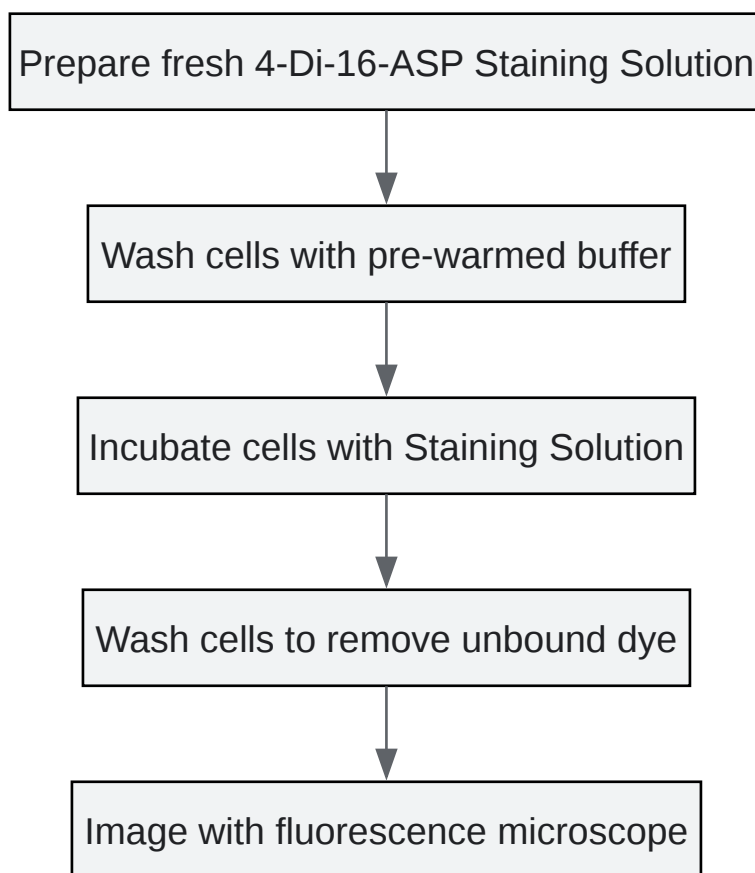 Prepare fresh 4-Di-16-ASP Staining Solution
Wash cells with pre-warmed buffer
Incubate cells with Staining Solution
Wash cells to remove unbound dye
Image with fluorescence microscope